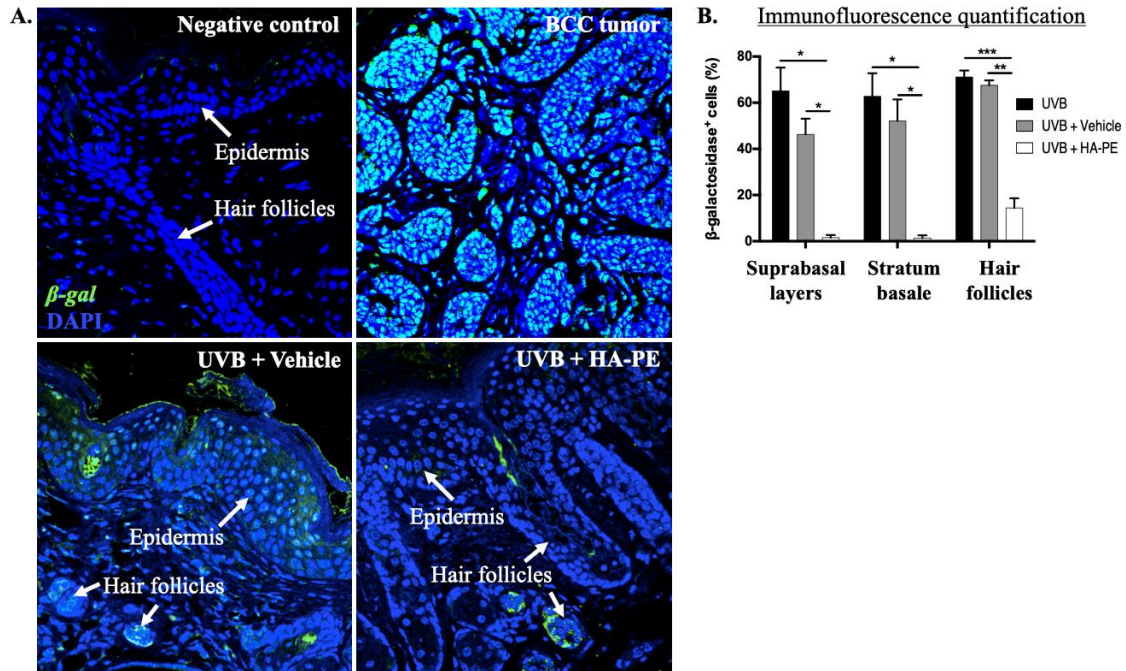 A.
Negative control
Epidermis
Hair follicles
β-gal
DAPI
BCC tumor
UVB + Vehicle
Epidermis
Hair follicles
UVB + HA-PE
Epidermis
Hair follicles
B.
Immunofluorescence quantification
β-galactosidase⁺ cells (%)
80
60
40
20
0
*
*
*
*
***
**
UVB
UVB + Vehicle
UVB + HA-PE
Suprabasal
layers
Stratum
basale
Hair
follicles